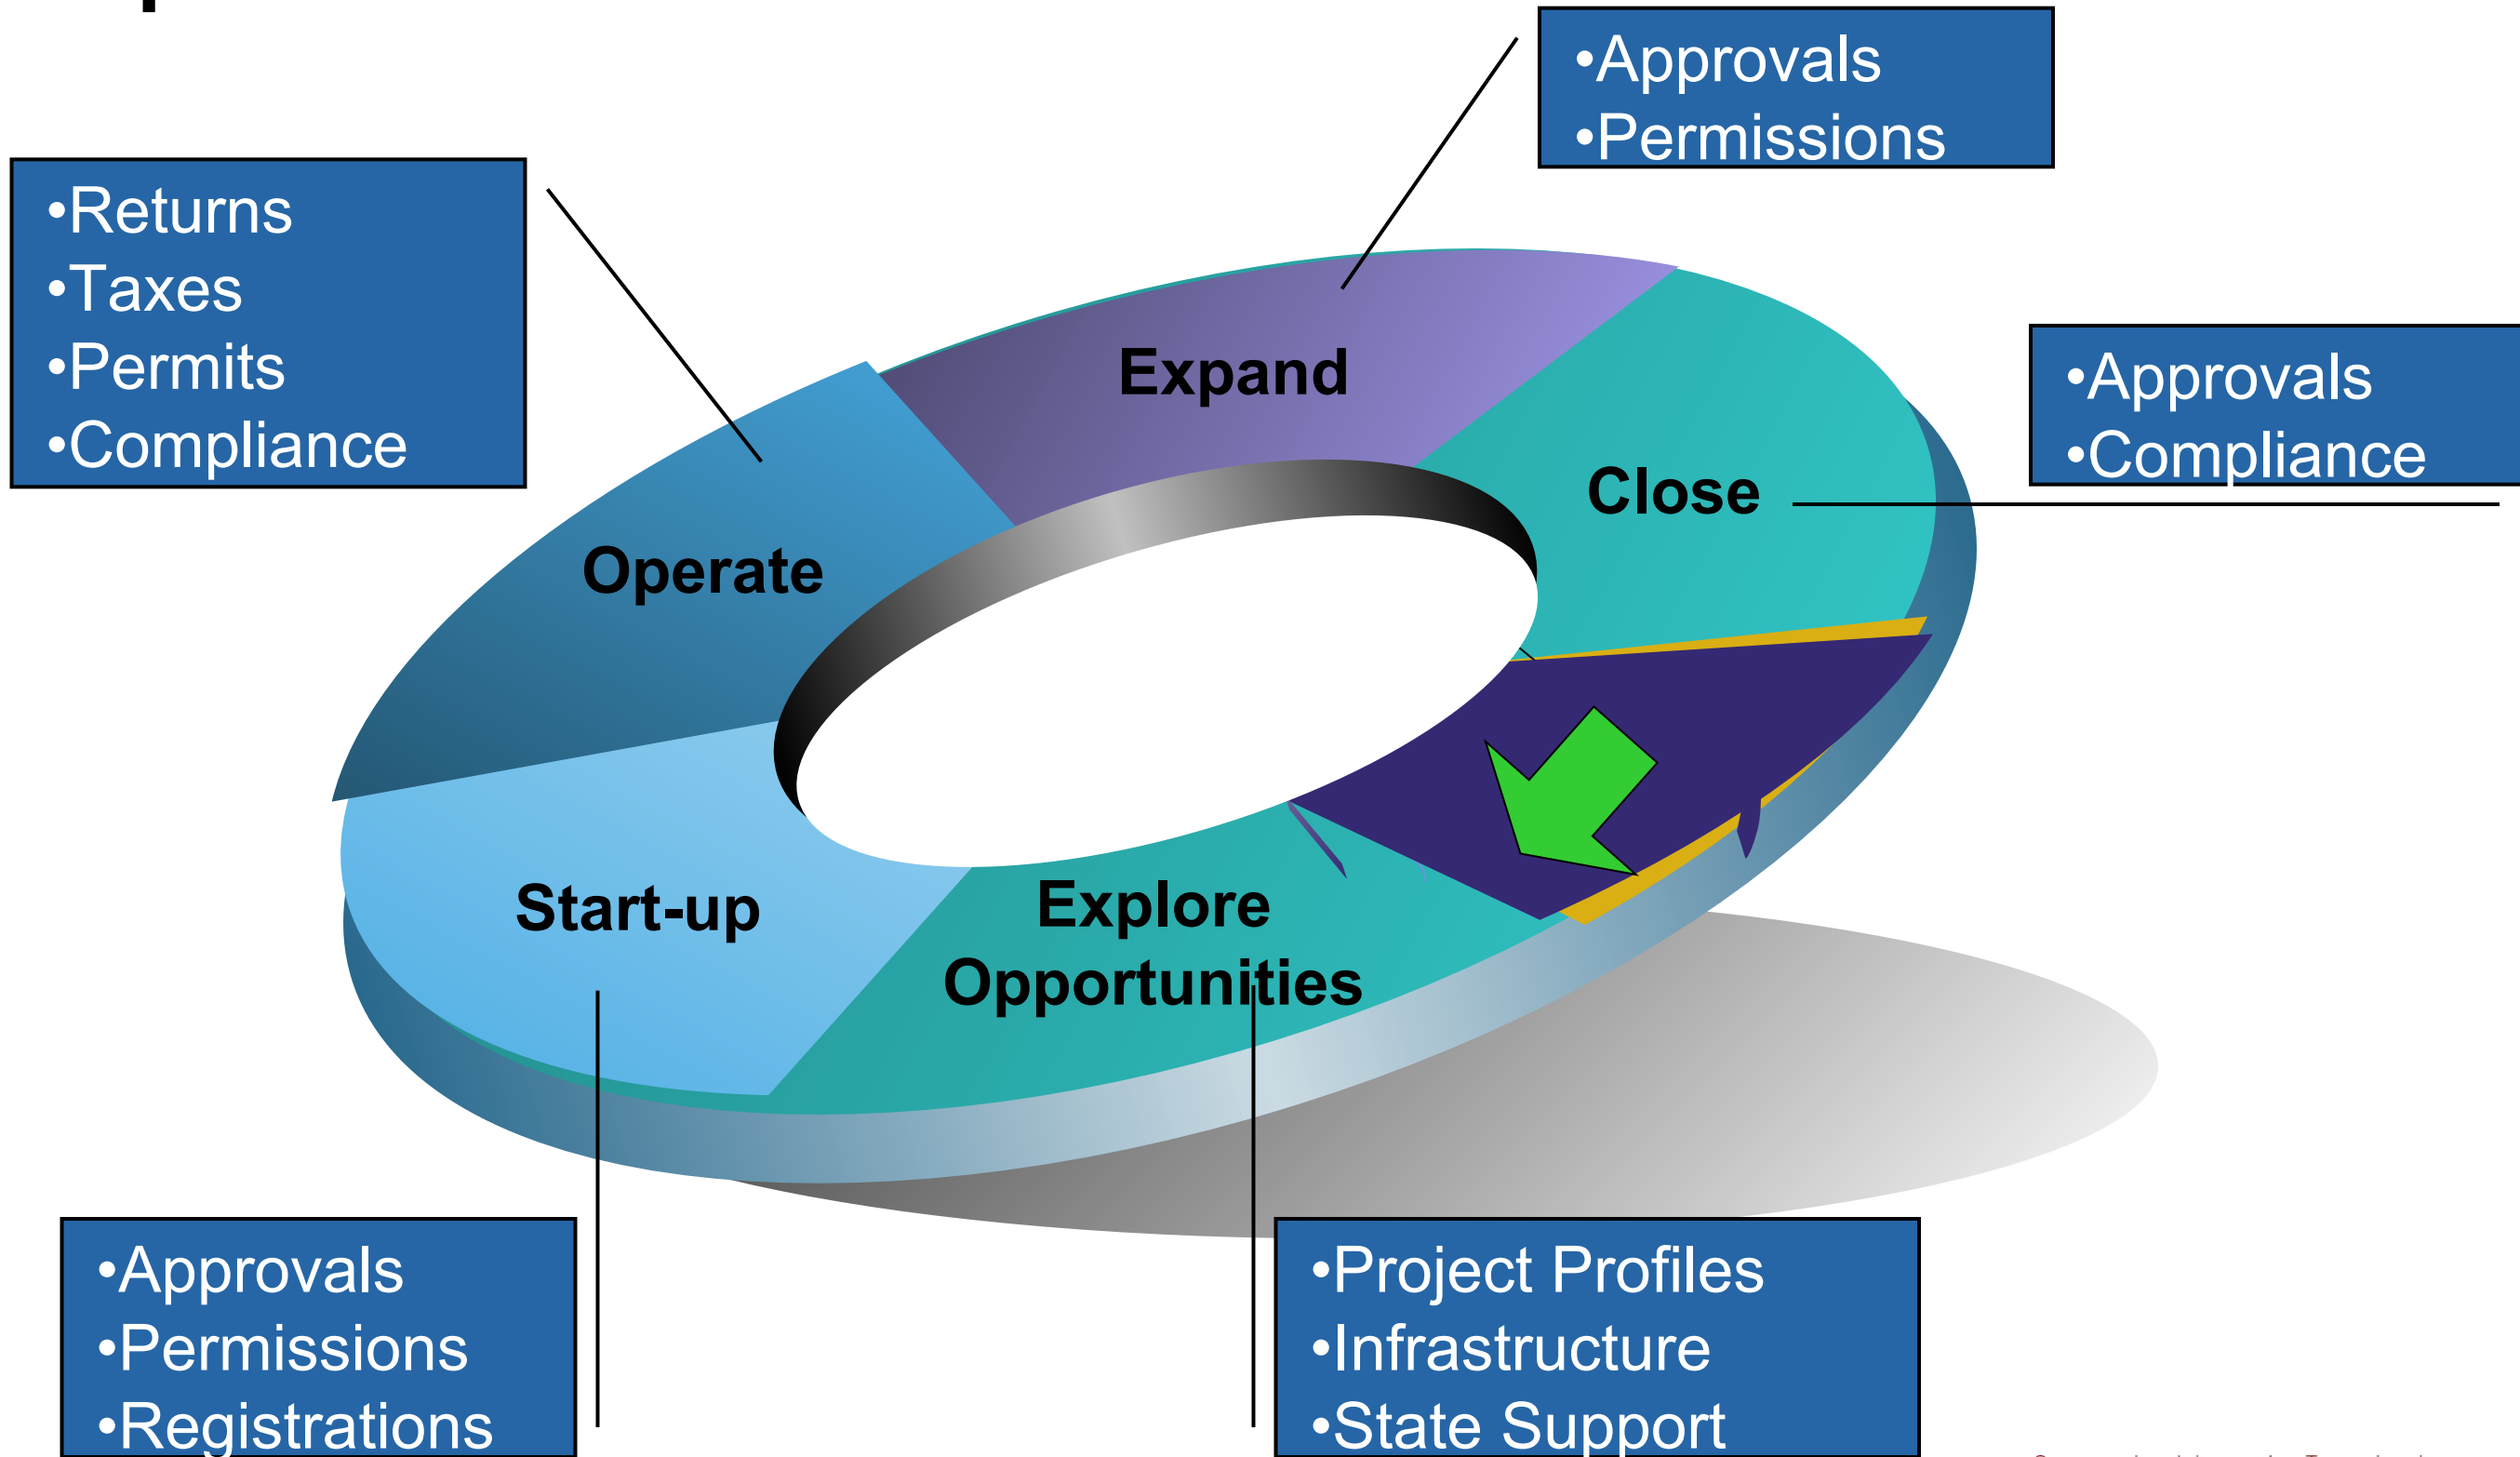 •Approvals
•Permissions
•Returns
•Taxes
•Permits
•Compliance
Expand
•Approvals
•Compliance
Close
Operate
Start-up
Explore
Opportunities
•Approvals
•Permissions
•Registrations
•Project Profiles
•Infrastructure
•State Support